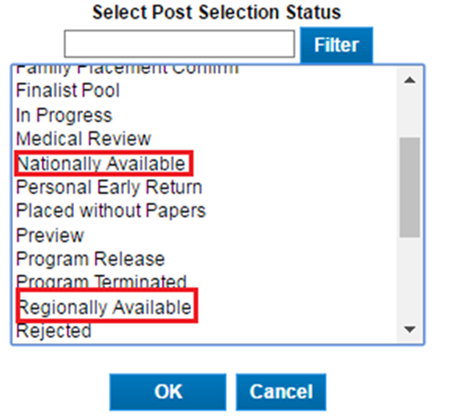 Select Post Selection Status
Filter
Family Placement Confirm
Finalist Pool
In Progress
Medical Review
Nationally Available
Personal Early Return
Placed without Papers
Preview
Program Release
Program Terminated
Regionally Available
Rejected
OK Cancel